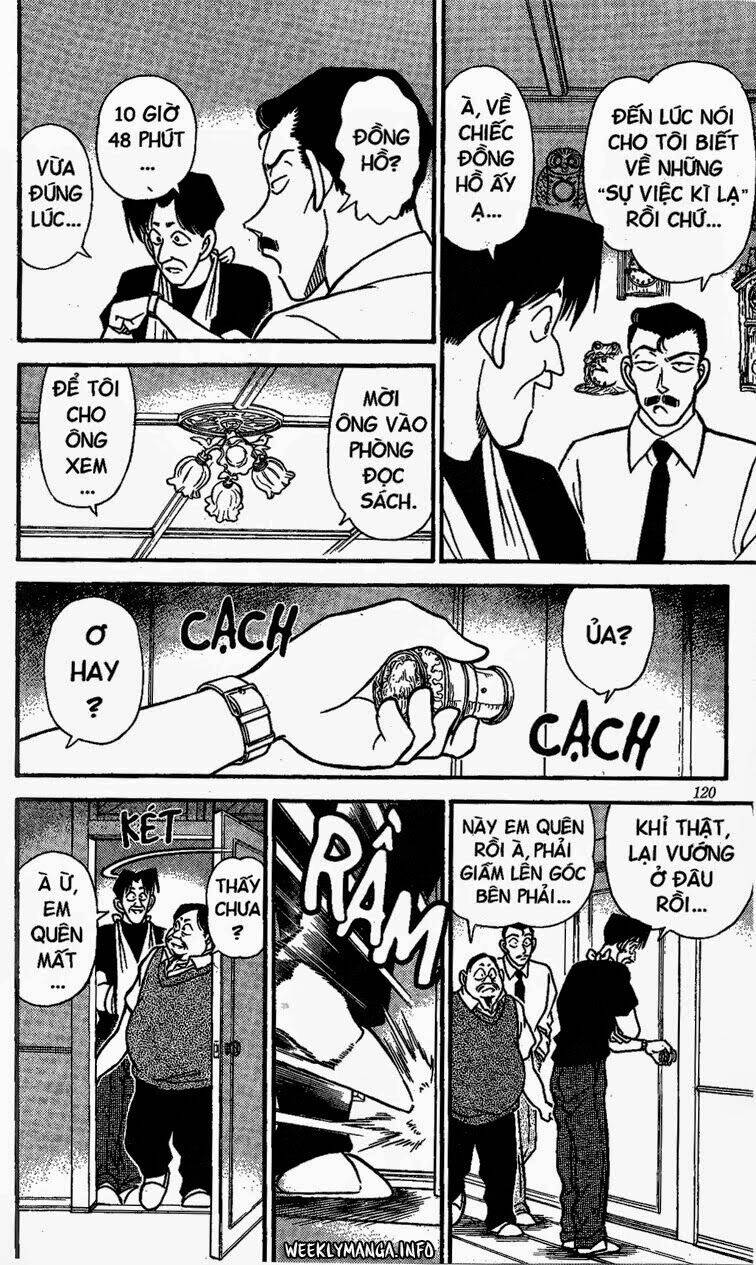 ĐẾN LÚC NÓI
CHO TÔI BIẾT
VỀ NHỮNG
“SỰ VIỆC KÌ LẠ”
RỒI CHỨ...
À, VỀ
CHIẾC
ĐỒNG
HỒ ẤY
Ạ...
ĐỒNG
HỒ?
10 GIỜ
48 PHÚT
...
VỪA
ĐÚNG
LÚC...
MỜI
ÔNG VÀO
PHÒNG
ĐỌC
SÁCH.
ĐỂ TÔI
CHO
ÔNG
XEM
...
ỦA?
CẠCH
CẠCH
Ơ
HAY
?
120
KHỈ THẬT,
LẠI VƯỚNG
Ở ĐÂU
RỒI...
NÀY EM QUÊN
RỒI À, PHẢI
GIẪM LÊN GÓC
BÊN PHẢI...
RẦM
KÉT
THẤY
CHƯA
?
À Ừ,
EM
QUÊN
MẤT
...
WEEKLYMANGA.INFO